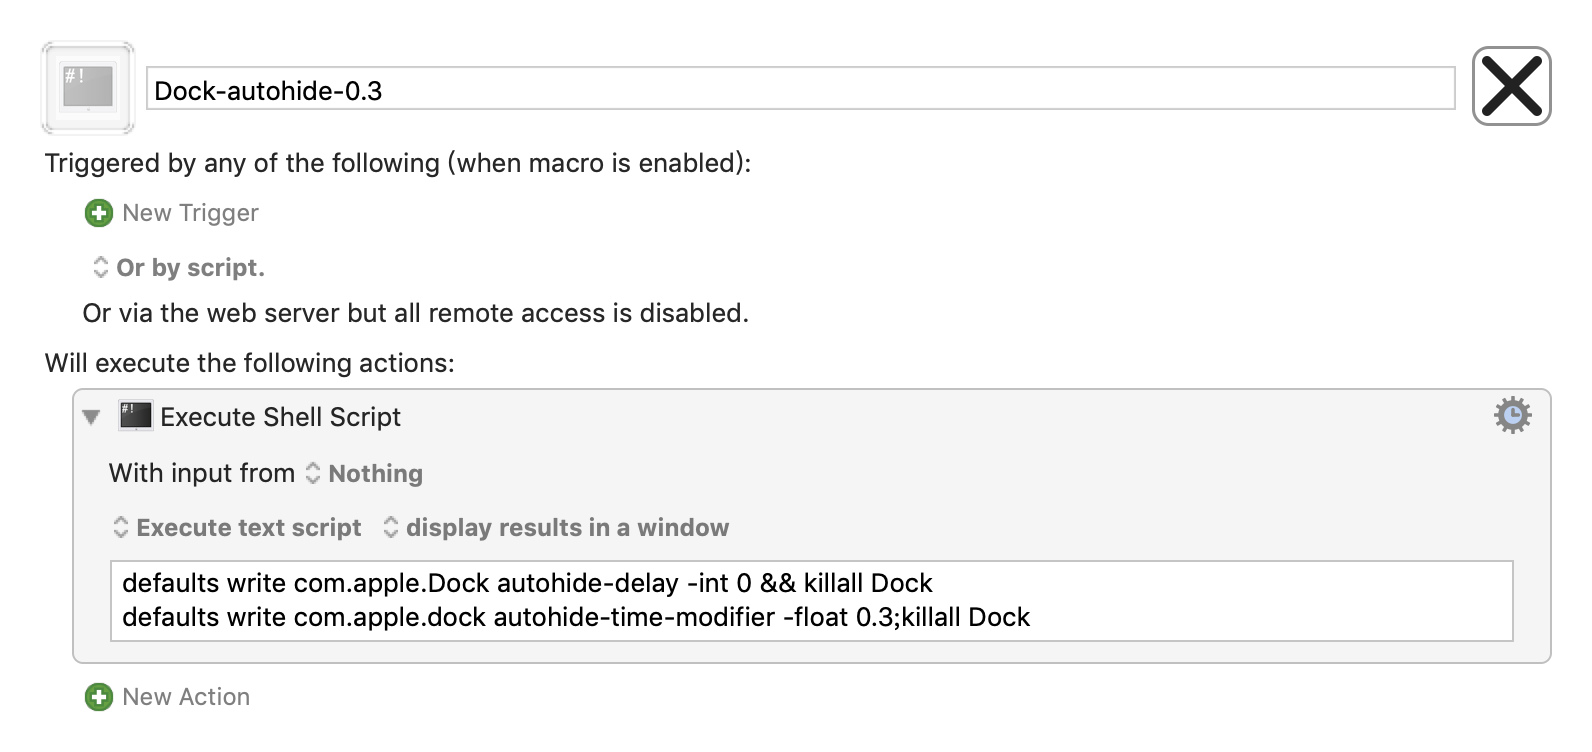 #!
Dock-autohide-0.3
Triggered by any of the following (when macro is enabled):
New Trigger
Or by script.
Or via the web server but all remote access is disabled.
Will execute the following actions:
#! Execute Shell Script
With input from Nothing
Execute text script display results in a window
defaults write com.apple.Dock autohide-delay -int 0 && killall Dock
defaults write com.apple.dock autohide-time-modifier -float 0.3;killall Dock
New Action